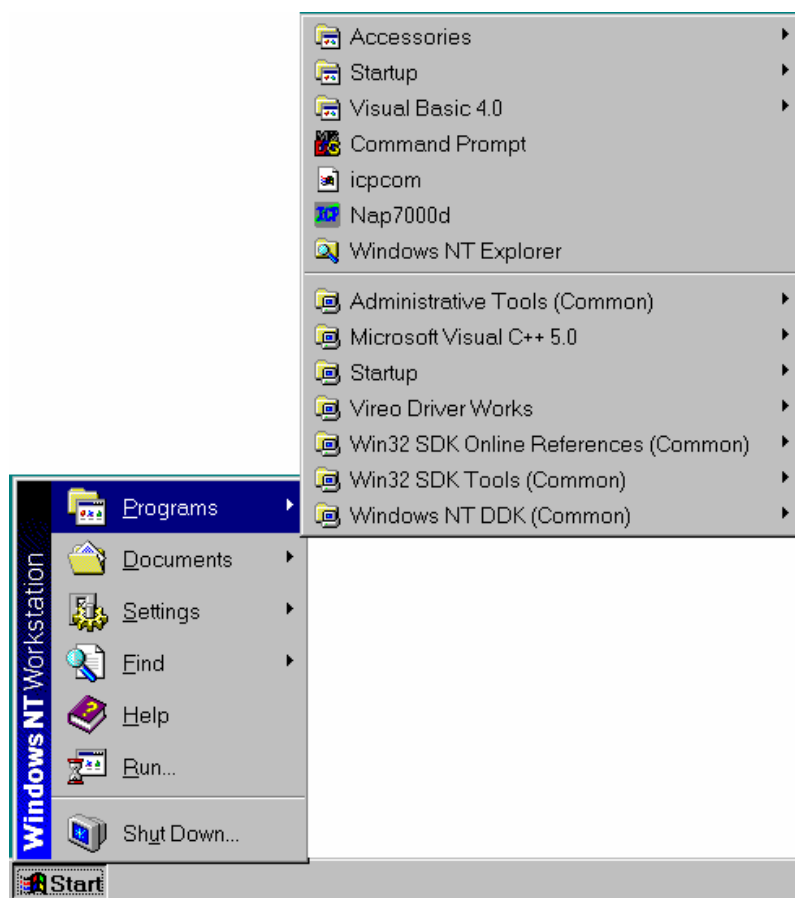 Accessories
Startup
Visual Basic 4.0
Command Prompt
icpcom
Nap7000d
Windows NT Explorer
Administrative Tools (Common)
Microsoft Visual C++ 5.0
Startup
Vireo Driver Works
Win32 SDK Online References (Common)
Win32 SDK Tools (Common)
Windows NT DDK (Common)
Programs
Documents
Settings
Find
Help
Run...
Shut Down...
Windows NT Workstation
Start